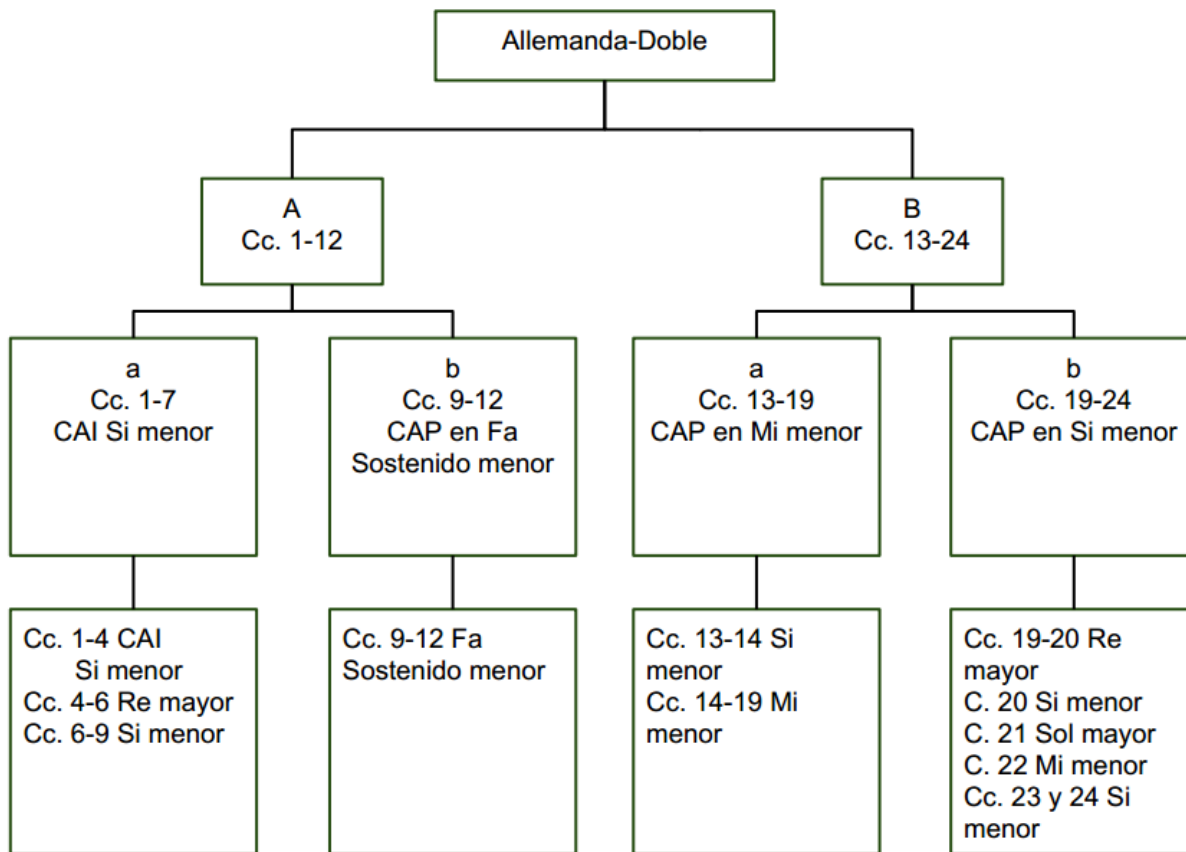 Allemanda-Doble
A
Cc. 1-12
B
Cc. 13-24
a
Cc. 1-7
CAI Si menor
b
Cc. 9-12
CAP en Fa
Sostenido menor
a
Cc. 13-19
CAP en Mi menor
b
Cc. 19-24
CAP en Si menor
Cc. 1-4 CAI
Si menor
Cc. 4-6 Re mayor
Cc. 6-9 Si menor
Cc. 9-12 Fa
Sostenido menor
Cc. 13-14 Si
menor
Cc. 14-19 Mi
menor
Cc. 19-20 Re
mayor
C. 20 Si menor
C. 21 Sol mayor
C. 22 Mi menor
Cc. 23 y 24 Si
menor